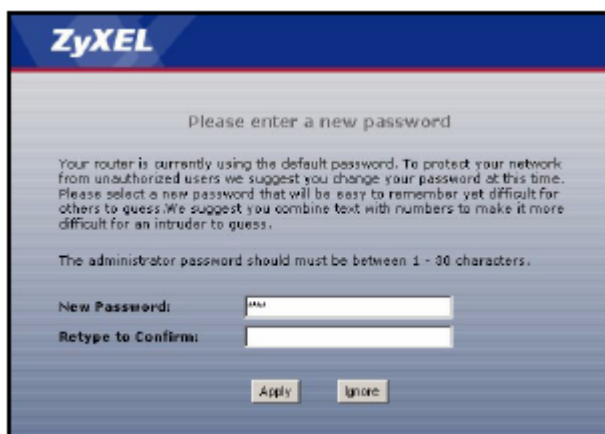 ZyXEL
Please enter a new password
Your router is currently using the default password. To protect your network
from unauthorized users we suggest you change your password at this time.
Please select a new password that will be easy to remember yet difficult for
others to guess.We suggest you combine text with numbers to make it more
difficult for an intruder to guess.
The administrator password should must be between 1 - 30 characters.
New Password: ****
Retype to Confirm:
Apply Ignore